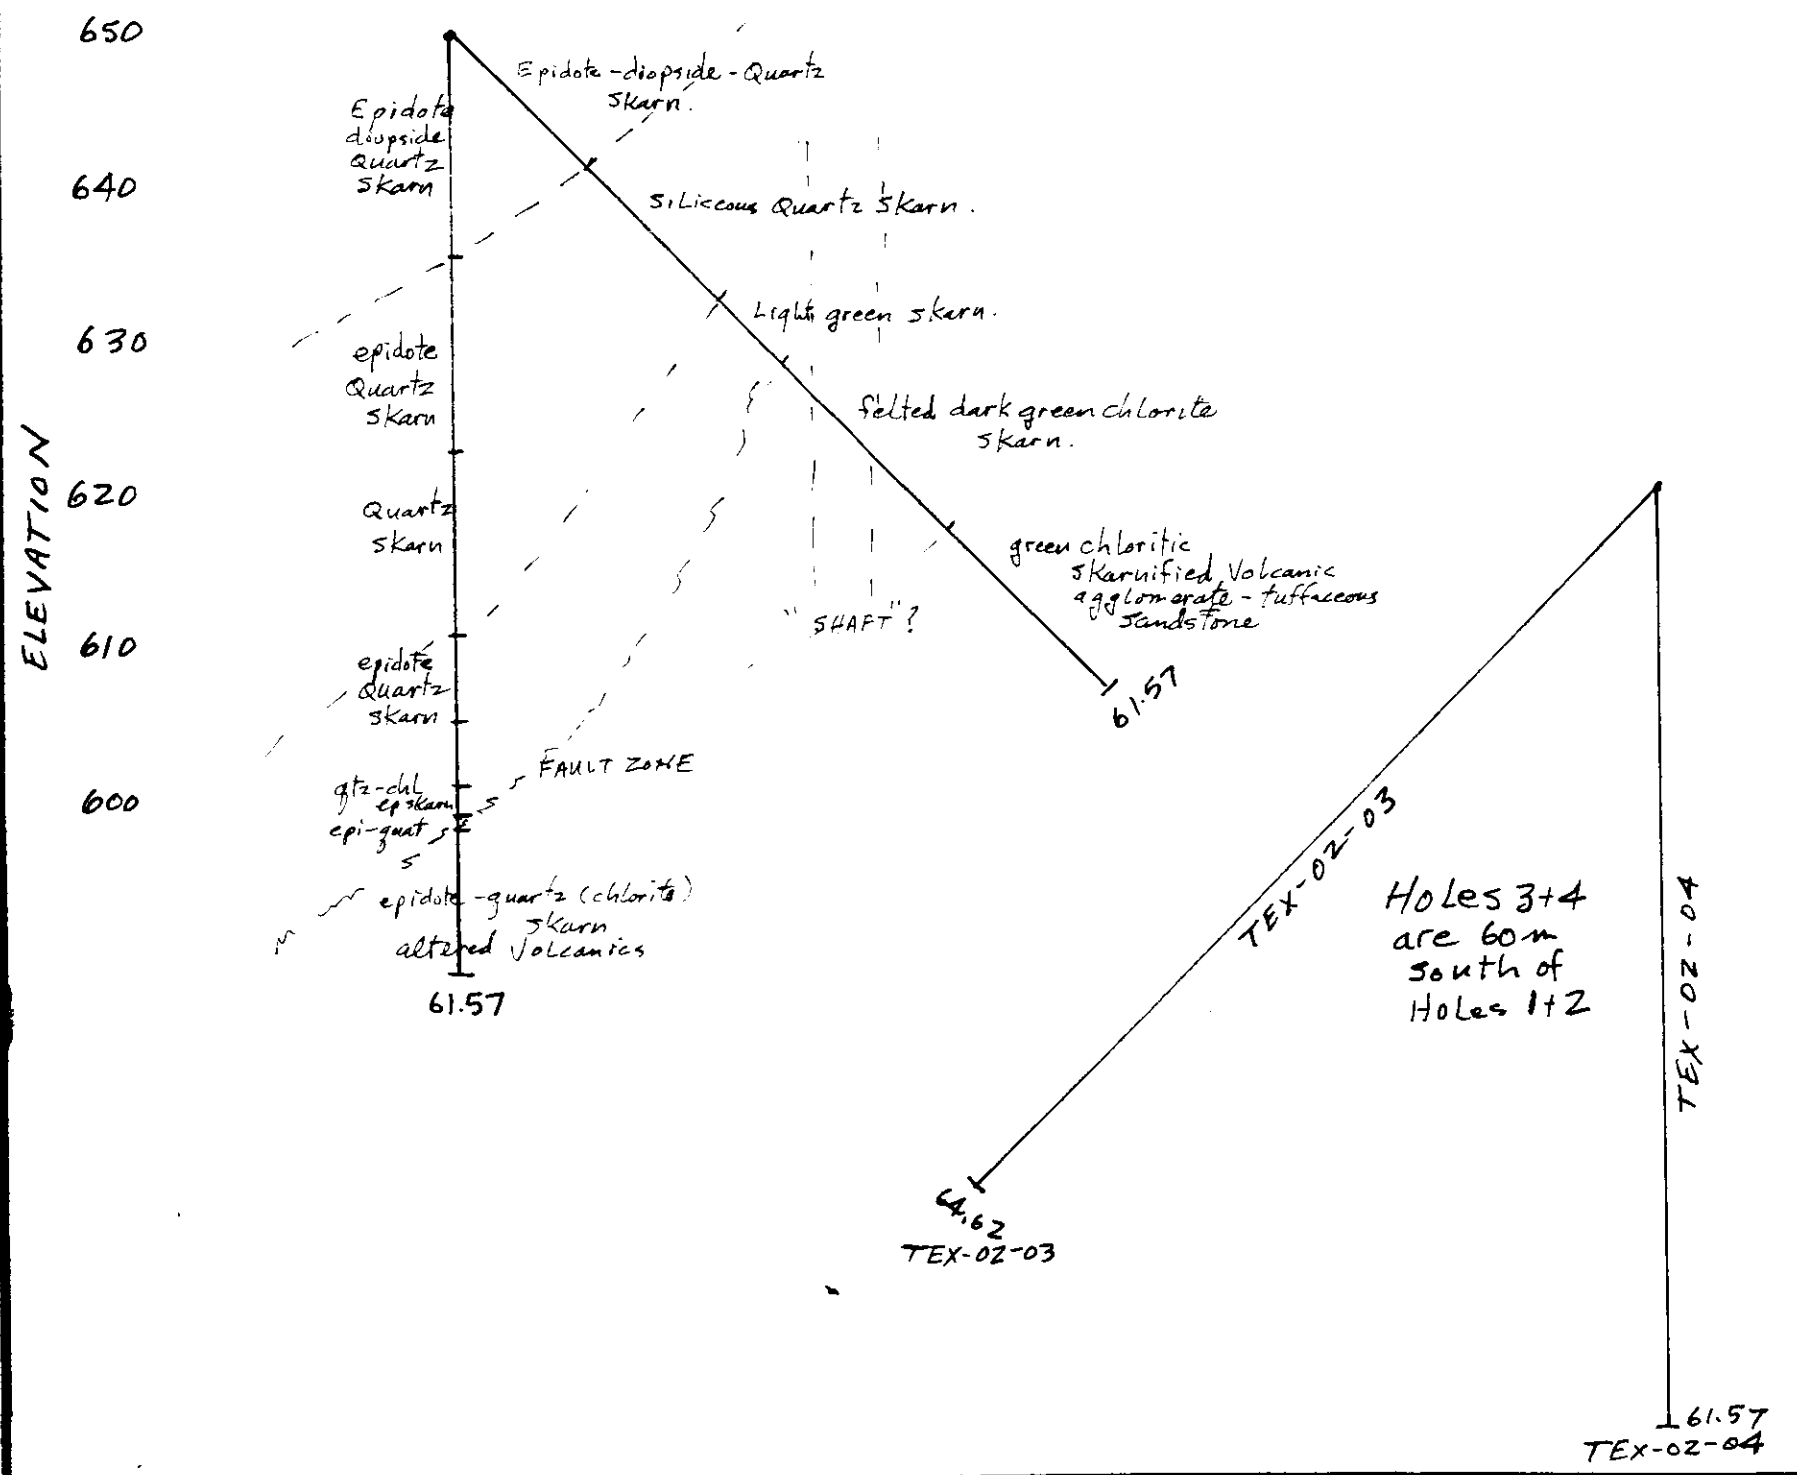 650
640
630
620
610
600
ELEVATION
Epidote-diopside-Quartz
Skarn.
Epidote
dioupside
Quartz
Skarn
Siliceous Quartz Skarn.
Light green skarn.
epidote
Quartz
Skarn
felted dark green chlorite
skarn.
Quartz
skarn
green chloritic
skarnified Volcanic
agglomerate - tuffaceous
Sandstone
"SHAFT"?
epidote
Quartz
skarn
61.57
FAULT ZONE
qtz-chl
ep skarn
epi-quat
epidote-quartz (chlorite)
skarn
altered Volcanics
61.57
TEX-02-03
Holes 3+4
are 60m
South of
Holes 1+2
TEX-02-04
64.62
TEX-02-03
61.57
TEX-02-04